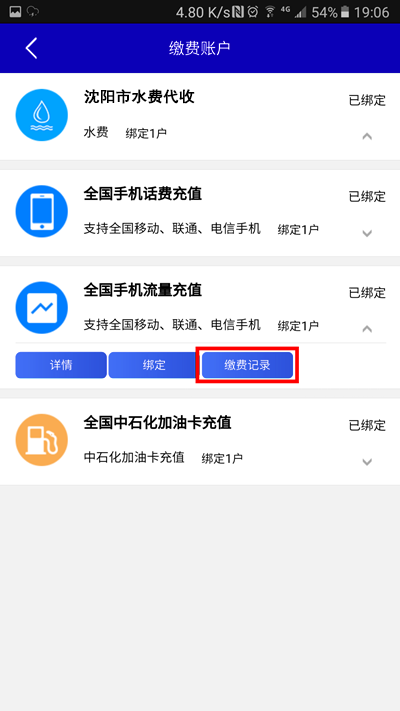 4.80 K/s 4G 54% 19:06
缴费账户
沈阳市水费代收 已绑定
水费 绑定1户
全国手机话费充值 已绑定
支持全国移动、联通、电信手机 绑定1户
全国手机流量充值 已绑定
支持全国移动、联通、电信手机 绑定1户
详情 绑定 缴费记录
全国中石化加油卡充值 已绑定
中石化加油卡充值 绑定1户